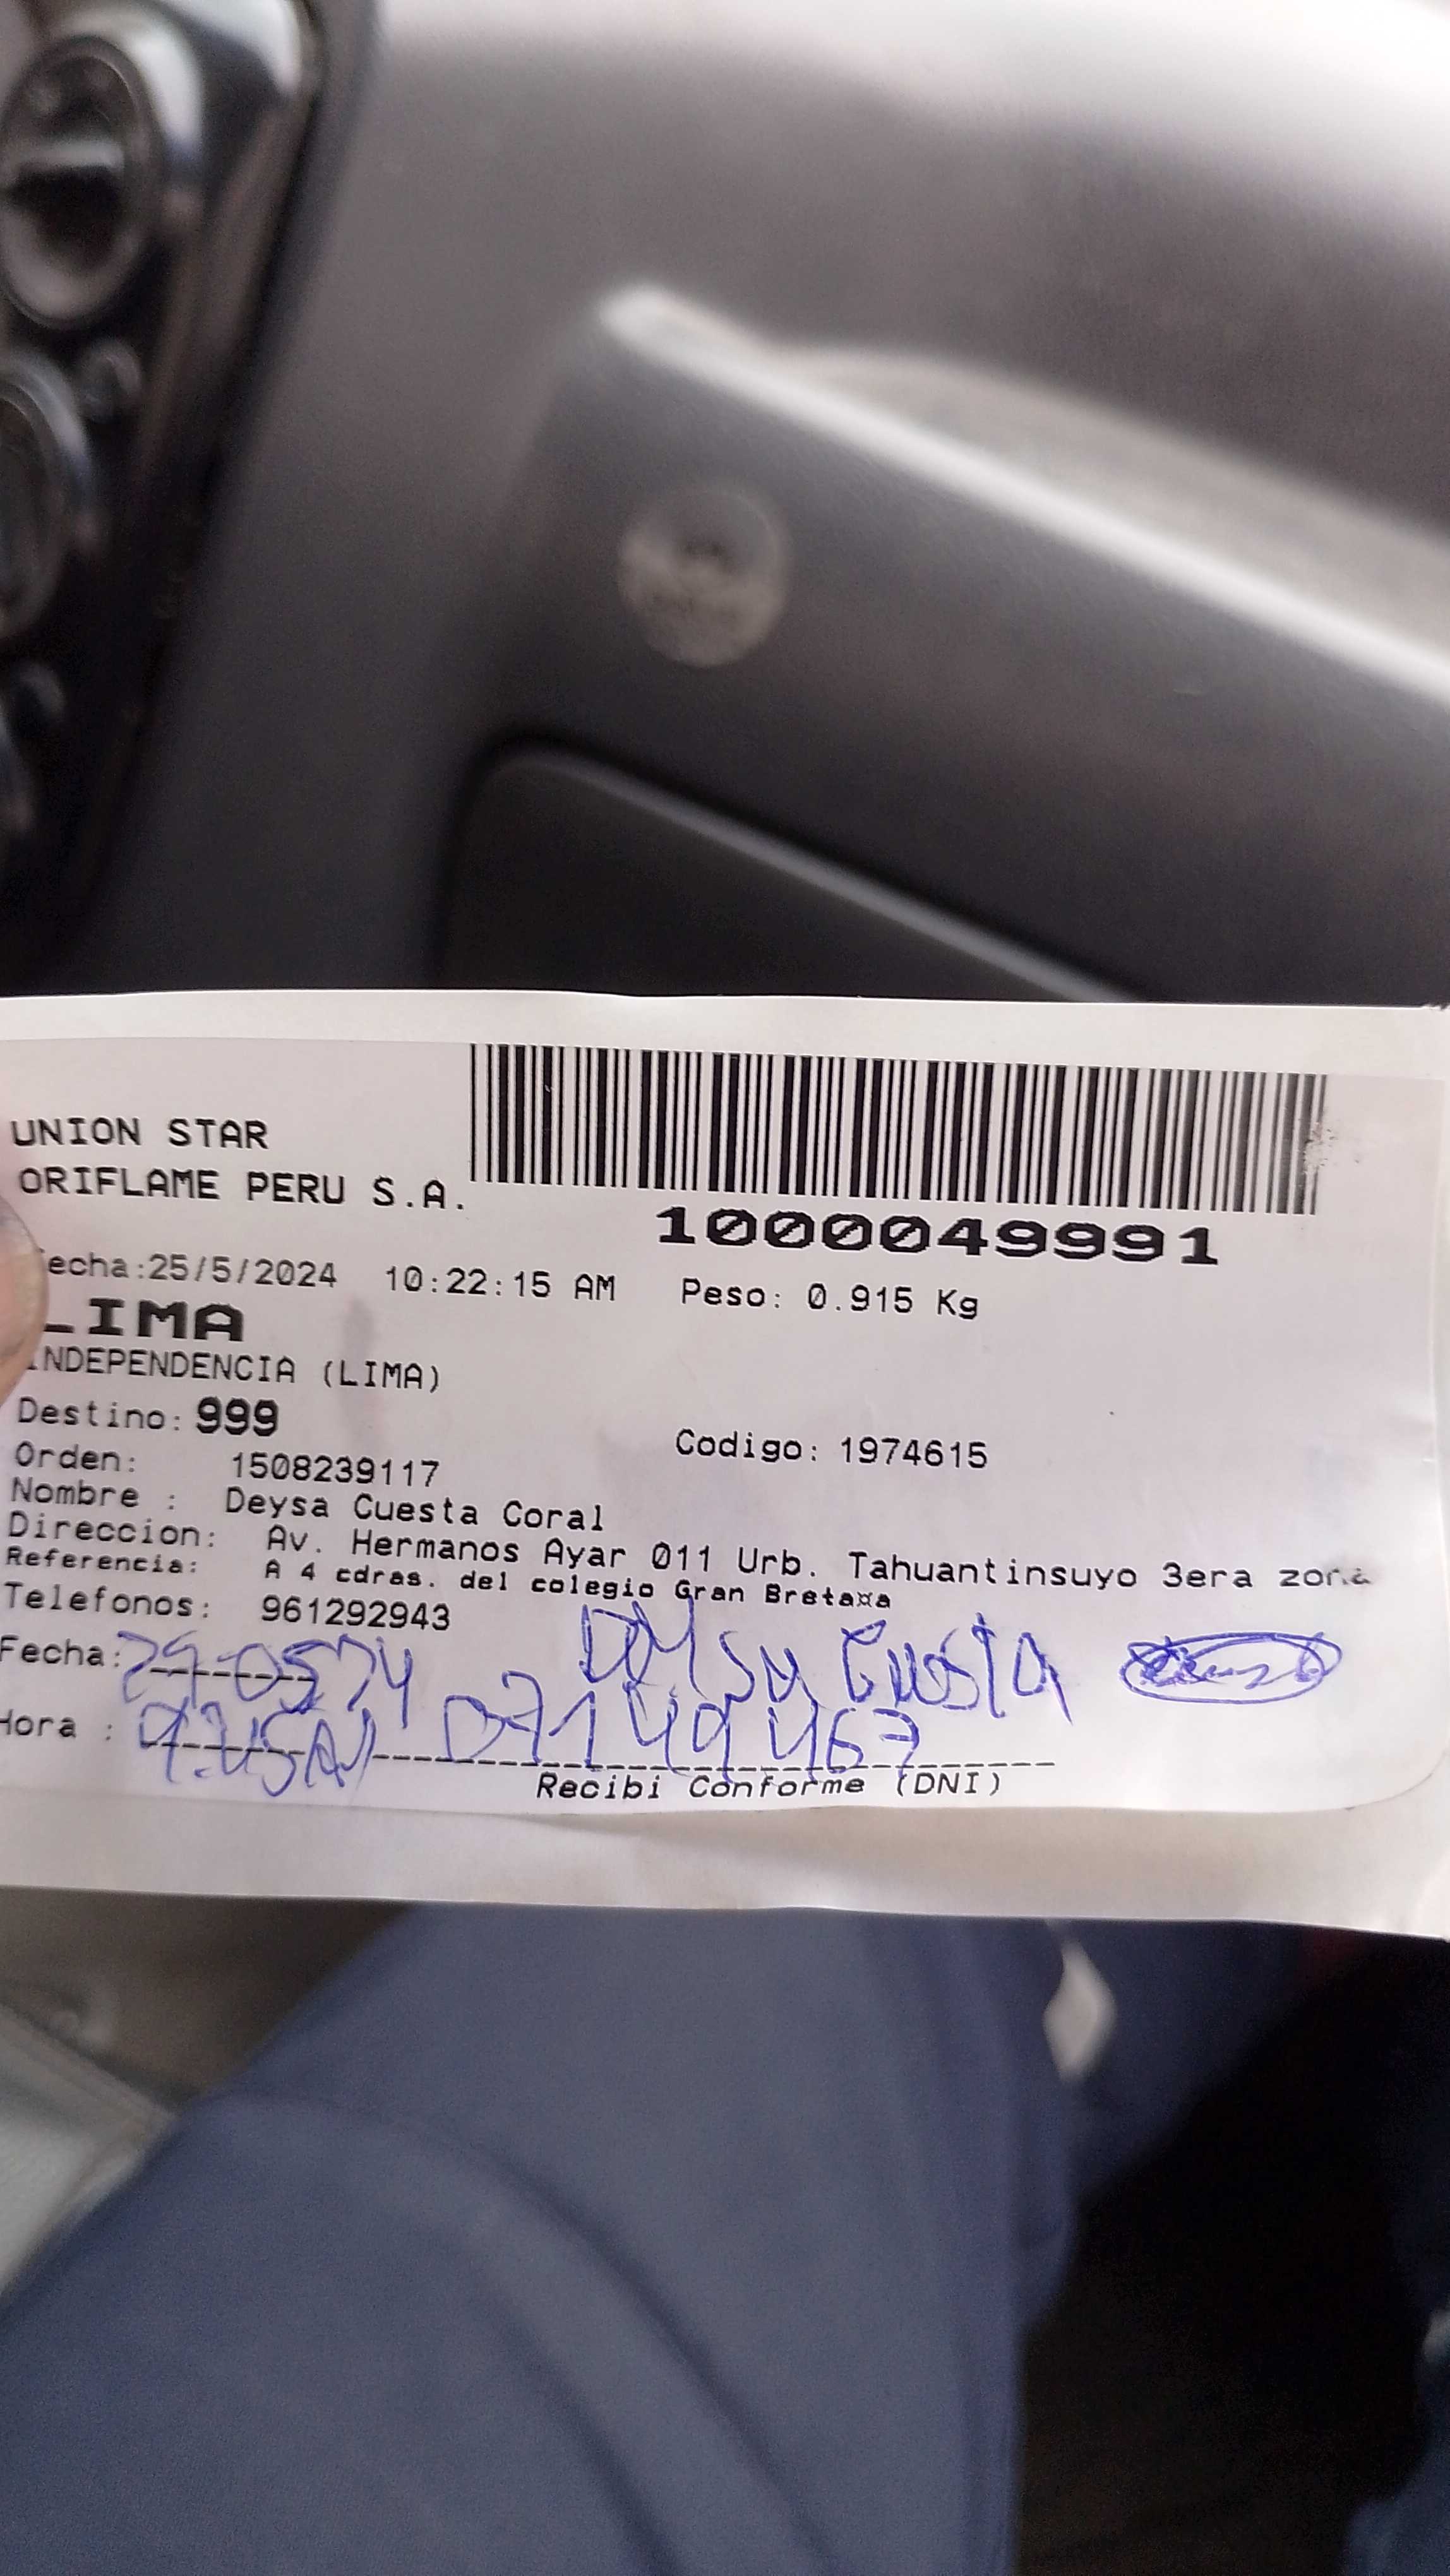 UNION STAR
ORIFLAME PERU S.A.
1000049991
echa:25/5/2024 10:22:15 AM Peso: 0.915 Kg
LIMA
INDEPENDENCIA (LIMA)
Destino: 999
Orden: 1508239117 Codigo: 1974615
Nombre : Deysa Cuesta Coral
Direccion: Av. Hermanos Ayar 011 Urb. Tahuantinsuyo 3era zona
Referencia: A 4 cdras. del colegio Gran Breta¤a
Telefonos: 961292943
Fecha: Cuesta
Hora :
Recibi Conforme (DNI)